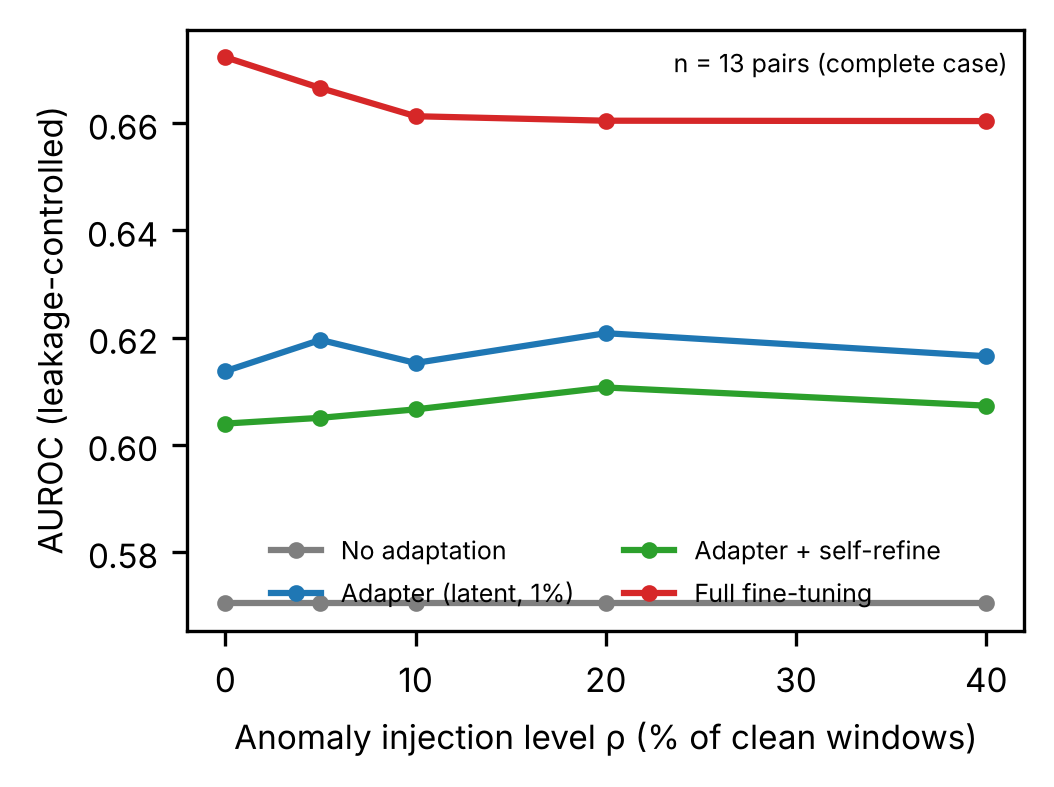 n = 13 pairs (complete case)
AUROC (leakage-controlled)
0.66
0.64
0.62
0.60
0.58
No adaptation
Adapter + self-refine
Adapter (latent, 1%)
Full fine-tuning
0 10 20 30 40
Anomaly injection level ρ (% of clean windows)